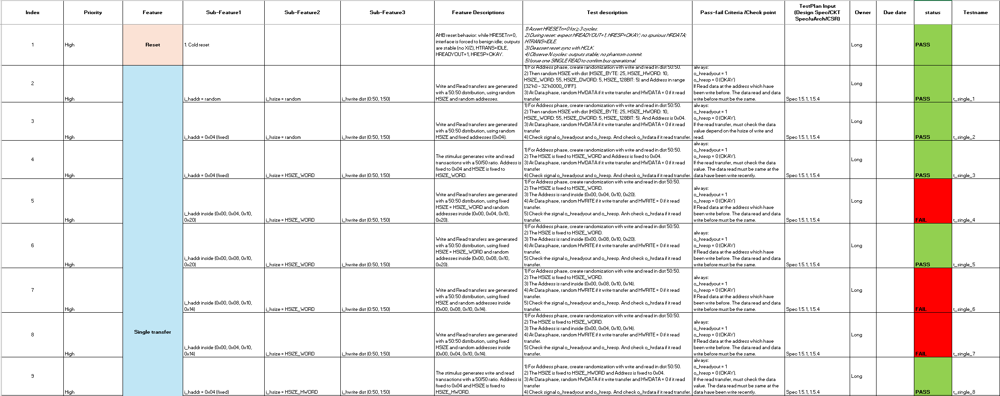 Index
Priority
Feature
Sub-Feature1
Sub-Feature2
Sub-Feature3
Feature Descriptions
Test description
Pass-fail Criteria /Check point
TestPlan Input
(Design Spec/CKT
Spec/uArch/CSR)
Owner
Due date
status
Testname
1
High
Reset
1. Cold reset
AHB reset behavior: while HRESETn=0,
interface is forced to benign idle; outputs
are stable (no X/Z), HTRANS=IDLE,
HREADYOUT=1, HRESP=OKAY.
1) Assert HRESETn=0 for ≥ 3 cycles.
2) During reset: expect HREADYOUT=1, HRESP=OKAY; no spurious HRDATA;
HTRANS=IDLE.
3) Deassert reset sync with HCLK.
4) Observe N cycles: outputs stable; no phantom commit.
5) Issue one SINGLE READ to confirm bus operational.
Long
PASS
Single transfer
2
High
i_haddr = random
i_hsize = random
i_hwrite dist {0:50, 1:50}
Write and Read transfers are generated
with a 50:50 distribution, using random
HSIZE and random addresses.
1) For Address phase, create randomizatiion with write and read in dist 50:50.
2) Then random HSIZE with dist {HSIZE_BYTE: 25, HSIZE_HWORD: 10,
HSIZE_WORD: 55, HSIZE_DWORD: 5, HSIZE_128BIT: 5} and Address in range
[32'h0 - 32'h0000_01FF].
3) At Data phase, random HWDATA if it write transfer and HWDATA = 0 if it read
transfer
always:
o_hreadyout = 1
o_hresp = 0 (OKAY)
If Read data at the address which have
been write before. The data read and data
write before must be the same.
Spec 1.5.1, 1.5.4
Long
PASS
t_single_1
3
High
i_haddr = 0x04 (fixed)
i_hsize = random
i_hwrite dist {0:50, 1:50}
Write and Read transfers are generated
with a 50:50 distribution, using random
HSIZE and fixed addresses (0x04).
1) For Address phase, create randomizatiion with write and read in dist 50:50.
2) Then random HSIZE with dist {HSIZE_BYTE: 25, HSIZE_HWORD: 10,
HSIZE_WORD: 55, HSIZE_DWORD: 5, HSIZE_128BIT: 5}. And Address is 0x04.
3) At Data phase, random HWDATA if it write transfer and HWDATA = 0 if it read
transfer
4) Check signal o_hreadyout and o_hresp. And check o_hrdata if it read transfer.
always:
o_hreadyout = 1
o_hresp = 0 (OKAY).
If the read transfer, must check the data
value depend on the hsize of write and
read.
Spec 1.5.1, 1.5.4
Long
PASS
t_single_2
4
High
i_haddr = 0x04 (fixed)
i_hsize = HSIZE_WORD
i_hwrite dist {0:50, 1:50}
The stimulus generates write and read
transactions with a 50/50 ratio. Address is
fixed to 0x04 and HSIZE is fixed to
HSIZE_WORD.
1) For Address phase, create randomizatiion with write and read in dist 50:50.
2) The HSIZE is fixed to HSIZE_WORD and Address is fixed to 0x04.
3) At Data phase, random HWDATA if it write transfer and HWDATA = 0 if it read
transfer
4) Check signal o_hreadyout and o_hresp. And check o_hrdata if it read transfer.
always:
o_hreadyout = 1
o_hresp = 0 (OKAY).
If the read transfer, must check the data
value. The data read must be same at the
data have been write recently.
Spec 1.5.1, 1.5.4
Long
PASS
t_single_3
5
High
i_haddr inside {0x00, 0x04, 0x10,
0x20}
i_hsize = HSIZE_WORD
i_hwrite dist {0:50, 1:50}
Write and Read transfers are generated
with a 50:50 distribution, using fixed
HSIZE = HSIZE_WORD and random
addresses inside {0x00, 0x04, 0x10,
0x20}.
1) For Address phase, create randomization with write and read in dist 50:50.
2) The HSIZE is fixed to HSIZE_WORD.
3) The Address is rand inside {0x00, 0x04, 0x10, 0x20}.
4) At Data phase, random HWRITE if it write transfer and HWRITE = 0 if it read
transfer.
5) Check the signal o_hreadyout and o_hresp. Anh check o_hrdata if it read
transfer.
always:
o_hreadyout = 1
o_hresp = 0 (OKAY)
If Read data at the address which have
been write before. The data read and data
write before must be the same.
Spec 1.5.1, 1.5.4
Long
FAIL
t_single_4
6
High
i_haddr inside {0x00, 0x08, 0x10,
0x20}
i_hsize = HSIZE_WORD
i_hwrite dist {0:50, 1:50}
Write and Read transfers are generated
with a 50:50 distribution, using fixed
HSIZE = HSIZE_WORD and random
addresses inside {0x00, 0x08, 0x10,
0x20}.
1) For Address phase, create randomization with write and read in dist 50:50.
2) The HSIZE is fixed to HSIZE_WORD.
3) The Address is rand inside {0x00, 0x08, 0x10, 0x20}.
4) At Data phase, random HWRITE if it write transfer and HWRITE = 0 if it read
transfer.
5) Check the signal o_hreadyout and o_hresp. And check o_hrdata if it read
transfer.
always:
o_hreadyout = 1
o_hresp = 0 (OKAY)
If Read data at the address which have
been write before. The data read and data
write before must be the same.
Spec 1.5.1, 1.5.4
Long
PASS
t_single_5
7
High
i_haddr inside {0x00, 0x08, 0x10,
0x14}
i_hsize = HSIZE_WORD
i_hwrite dist {0:50, 1:50}
Write and Read transfers are generated
with a 50:50 distribution, using fixed
HSIZE and random addresses inside
{0x00, 0x08, 0x10, 0x14}.
1) For Address phase, create randomization with write and read in dist 50:50.
2) The HSIZE is fixed to HSIZE_WORD.
3) The Address is rand inside {0x00, 0x08, 0x10, 0x14}.
4) At Data phase, random HWRITE if it write transfer and HWRITE = 0 if it read
transfer.
5) Check the signal o_hreadyout and o_hresp. And check o_hrdata if it read
transfer.
always:
o_hreadyout = 1
o_hresp = 0 (OKAY)
If Read data at the address which have
been write before. The data read and data
write before must be the same.
Spec 1.5.1, 1.5.4
Long
FAIL
t_single_6
8
High
i_haddr inside {0x00, 0x04, 0x10,
0x14}
i_hsize = HSIZE_WORD
i_hwrite dist {0:50, 1:50}
Write and Read transfers are generated
with a 50:50 distribution, using fixed
HSIZE and random addresses inside
{0x00, 0x04, 0x10, 0x14}.
1) For Address phase, create randomization with write and read in dist 50:50.
2) The HSIZE is fixed to HSIZE_WORD.
3) The Address is rand inside {0x00, 0x04, 0x10, 0x14}.
4) At Data phase, random HWRITE if it write transfer and HWRITE = 0 if it read
transfer.
5) Check the signal o_hreadyout and o_hresp. And check o_hrdata if it read
transfer.
always:
o_hreadyout = 1
o_hresp = 0 (OKAY)
If Read data at the address which have
been write before. The data read and data
write before must be the same.
Spec 1.5.1, 1.5.4
Long
FAIL
t_single_7
9
High
i_haddr = 0x04 (fixed)
i_hsize = HSIZE_HWORD
i_hwrite dist {0:50, 1:50}
The stimulus generates write and read
transactions with a 50/50 ratio. Address is
fixed to 0x04 and HSIZE is fixed to
HSIZE_HWORD.
1) For Address phase, create randomizatiion with write and read in dist 50:50.
2) The HSIZE is fixed to HSIZE_HWORD and Address is fixed to 0x04.
3) At Data phase, random HWDATA if it write transfer and HWDATA = 0 if it read
transfer
4) Check signal o_hreadyout and o_hresp. And check o_hrdata if it read transfer.
always:
o_hreadyout = 1
o_hresp = 0 (OKAY).
If the read transfer, must check the data
value. The data read must be same at the
data have been write recently.
Spec 1.5.1, 1.5.4
Long
PASS
t_single_8